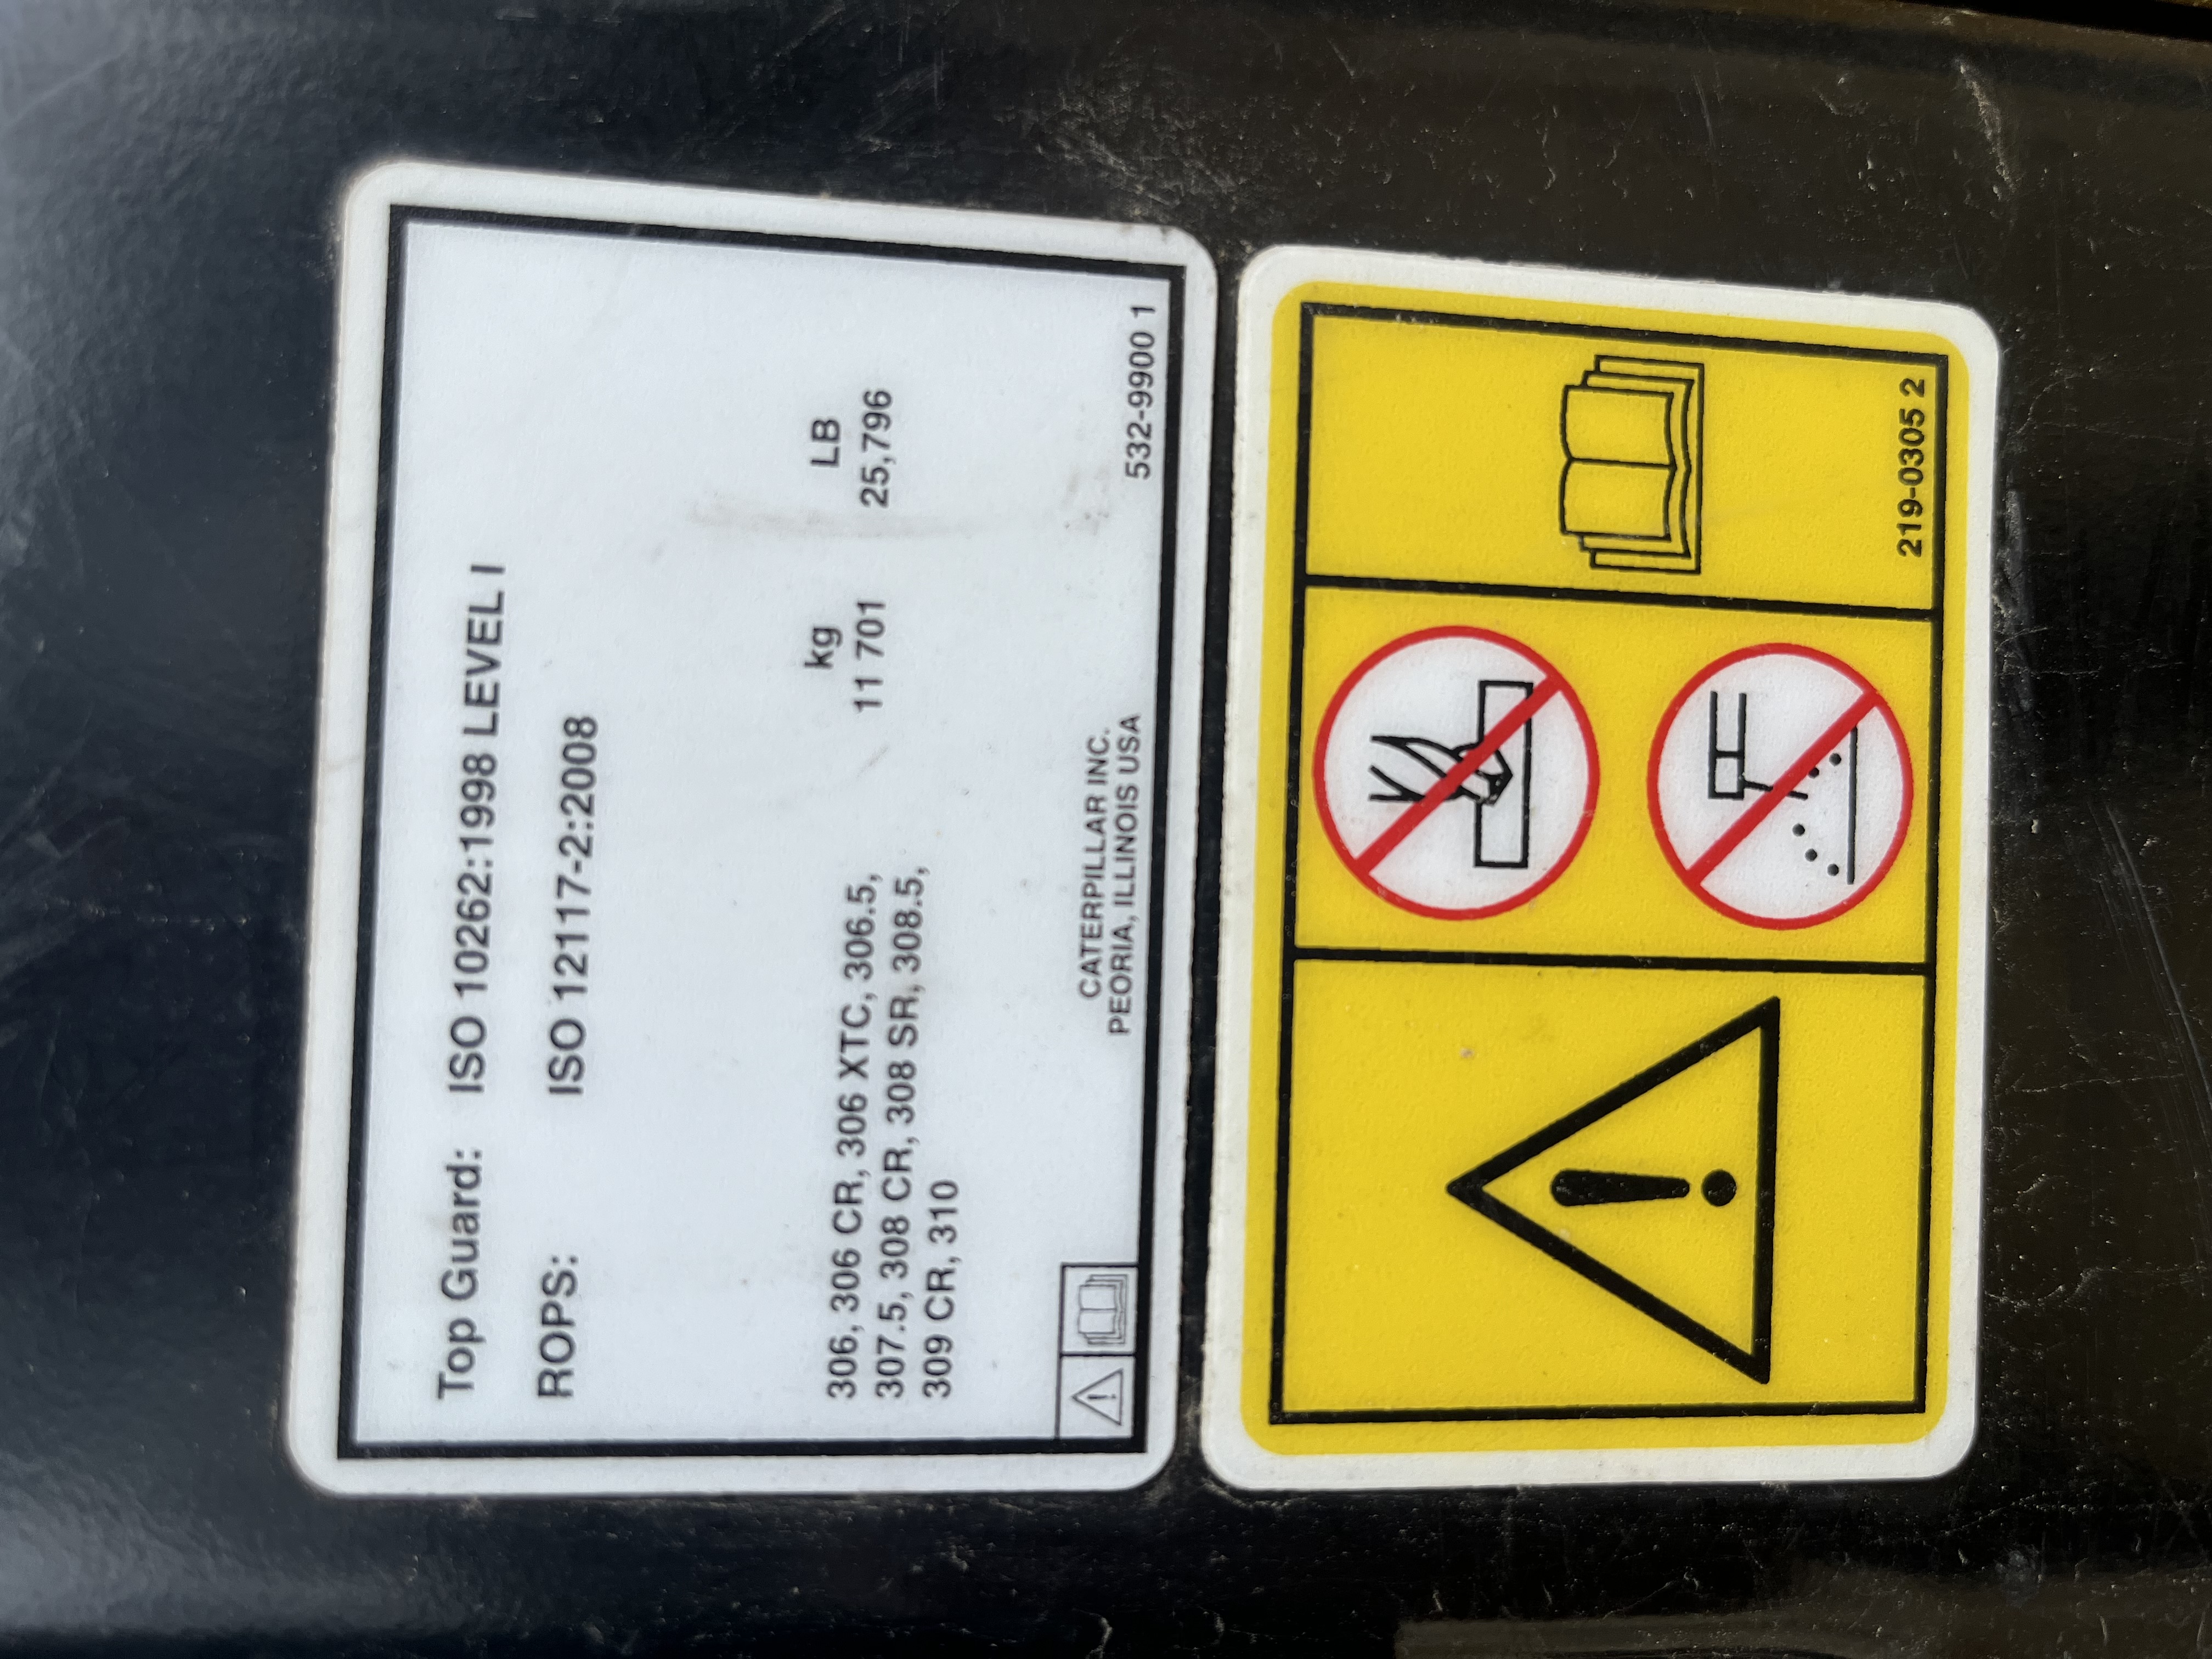 Top Guard: ISO 10262:1998 LEVEL I
ROPS: ISO 12117-2:2008
kg LB
306, 306 CR, 306 XTC, 306.5, 11 701 25,796
307.5, 308 CR, 308 SR, 308.5,
309 CR, 310
CATERPILLAR INC.
PEORIA, ILLINOIS USA
532-9900 1
219-0305 2